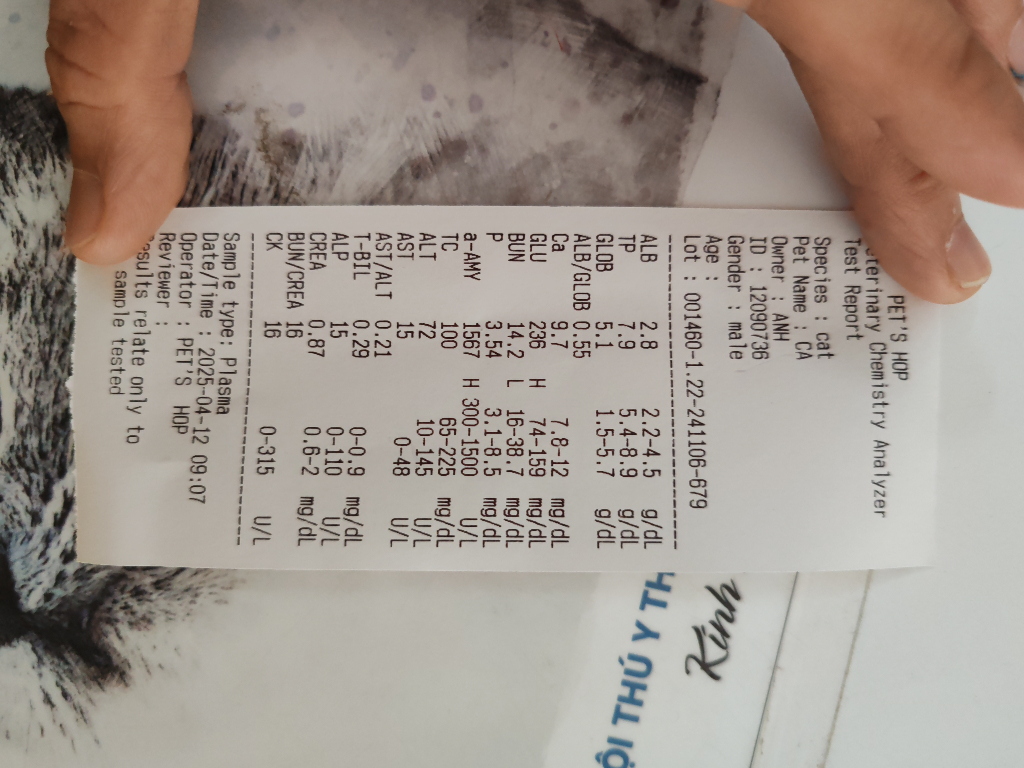 PET'S HOP
Chemistry Analyzer
Test Report
Species : cat
Pet Name : CA
Owner : ANH
ID : 12090736
Gender : male
Age :
Lot : 001460-1.22-241106-679
ALB 2.8 2.2-4.5 g/dL
TP 7.9 5.4-8.9 g/dL
GLOB 5.1 1.5-5.7 g/dL
ALB/GLOB 0.55
Ca 9.7 7.8-12 mg/dL
GLU 236 H 74-159 mg/dL
BUN 14.2 L 16-38.7 mg/dL
P 3.54 3.1-8.5 mg/dL
a-AMY 1567 H 300-1500 U/L
TC 100 65-225 mg/dL
ALT 72 10-145 U/L
AST 15 0-48 U/L
AST/ALT 0.21
T-BIL 0.29 0-0.9 mg/dL
ALP 15 0-110 U/L
CREA 0.87 0.6-2 mg/dL
BUN/CREA 16
CK 16 0-315 U/L
Sample type: Plasma
Date/Time : 2025-04-12 09:07
Operator : PET'S HOP
Reviewer :
relate only to
sample tested
THÚ Y
Kính